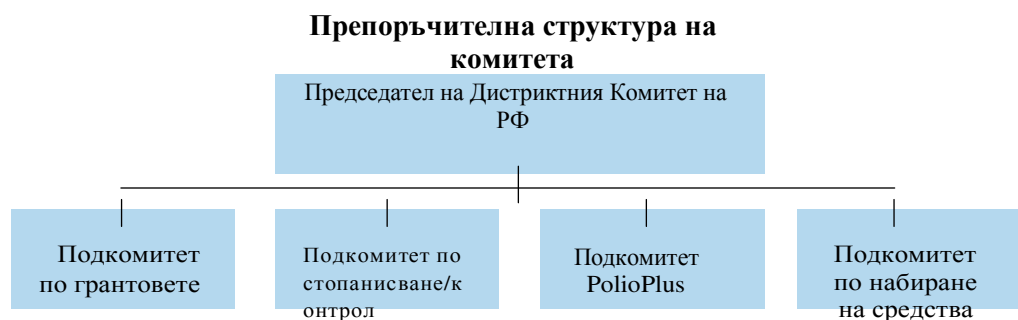 Препоръчителна структура на
комитета
Председател на Дистриктния Комитет на
РФ
Подкомитет
по грантовете
Подкомитет по
стопанисване/к
онтрол
Подкомитет
PolioPlus
Подкомитет
по набиране
на средства